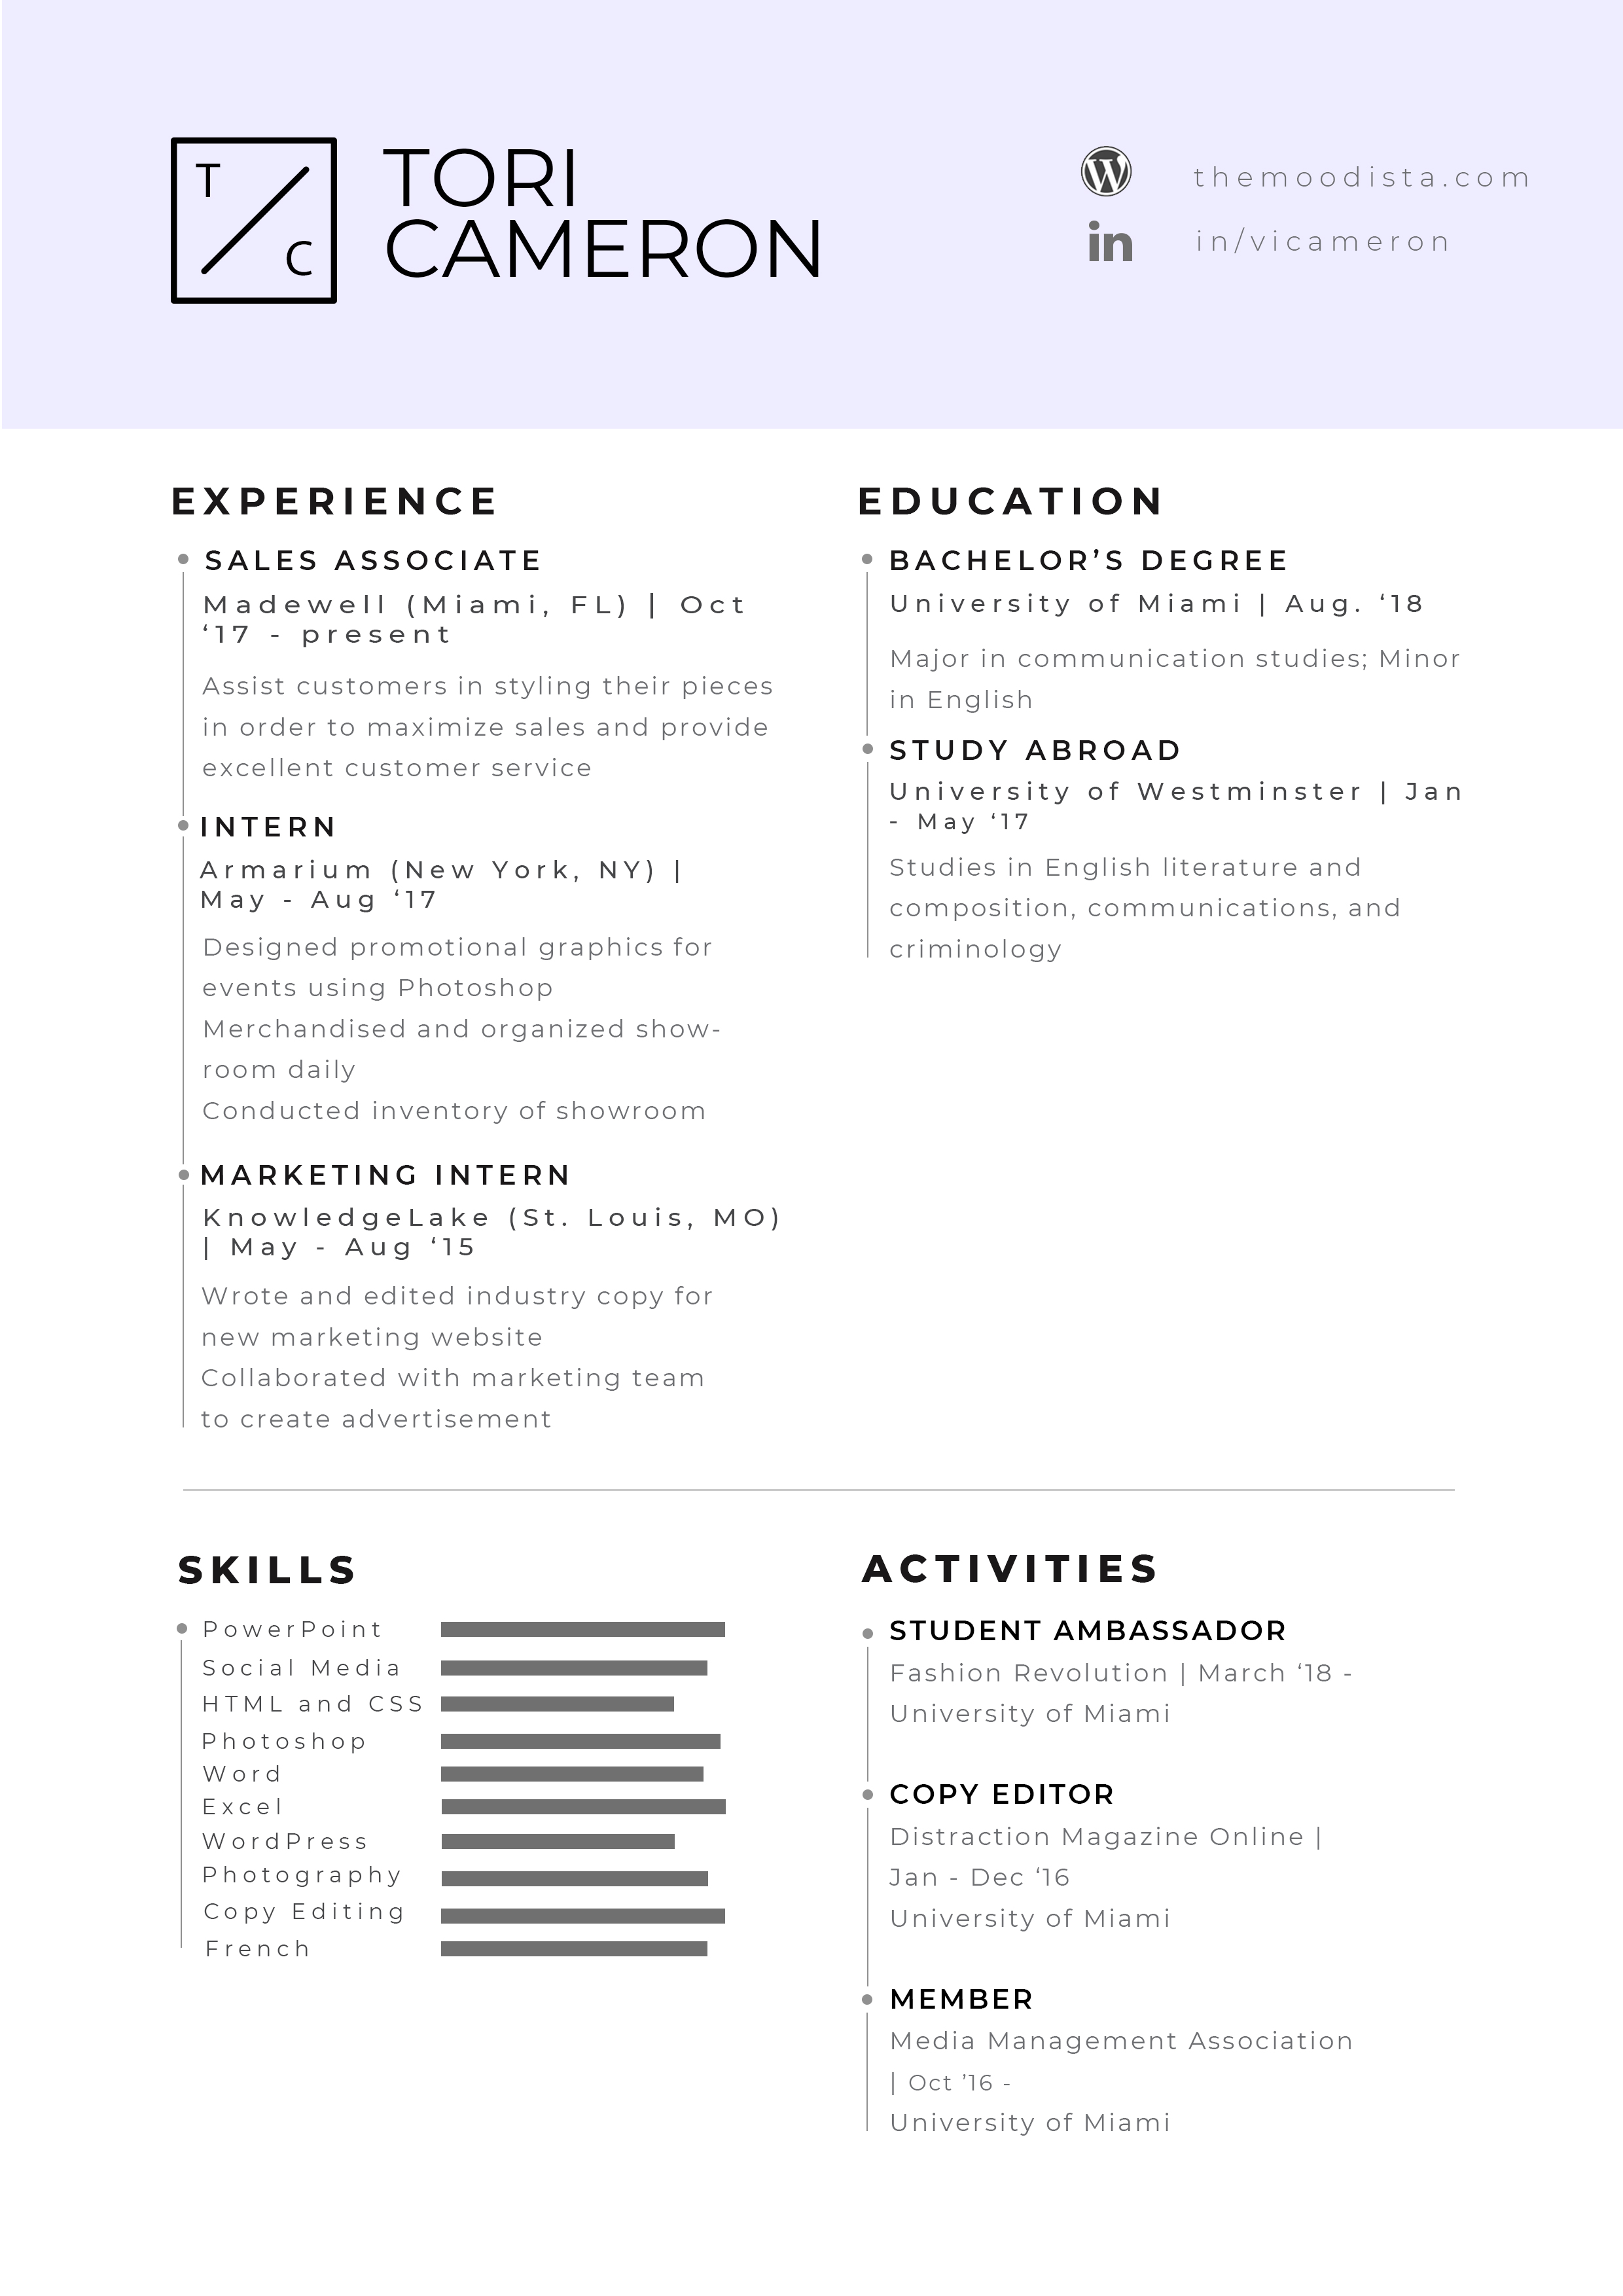 T
C
TORI
CAMERON
themoodista.com
in
in/vicameron
EXPERIENCE
SALES ASSOCIATE
Madewell (Miami, FL) | Oct
‘17 - present
Assist customers in styling their pieces
in order to maximize sales and provide
excellent customer service
INTERN
Armarium (New York, NY) |
May - Aug ‘17
Designed promotional graphics for
events using Photoshop
Merchandised and organized show-
room daily
Conducted inventory of showroom
MARKETING INTERN
KnowledgeLake (St. Louis, MO)
| May - Aug ‘15
Wrote and edited industry copy for
new marketing website
Collaborated with marketing team
to create advertisement
EDUCATION
BACHELOR’S DEGREE
University of Miami | Aug. ‘18
Major in communication studies; Minor
in English
STUDY ABROAD
University of Westminster | Jan
- May ‘17
Studies in English literature and
composition, communications, and
criminology
SKILLS
PowerPoint
Social Media
HTML and CSS
Photoshop
Word
Excel
WordPress
Photography
Copy Editing
French
ACTIVITIES
STUDENT AMBASSADOR
Fashion Revolution | March ‘18 -
University of Miami
COPY EDITOR
Distraction Magazine Online |
Jan - Dec ‘16
University of Miami
MEMBER
Media Management Association
| Oct ’16 -
University of Miami